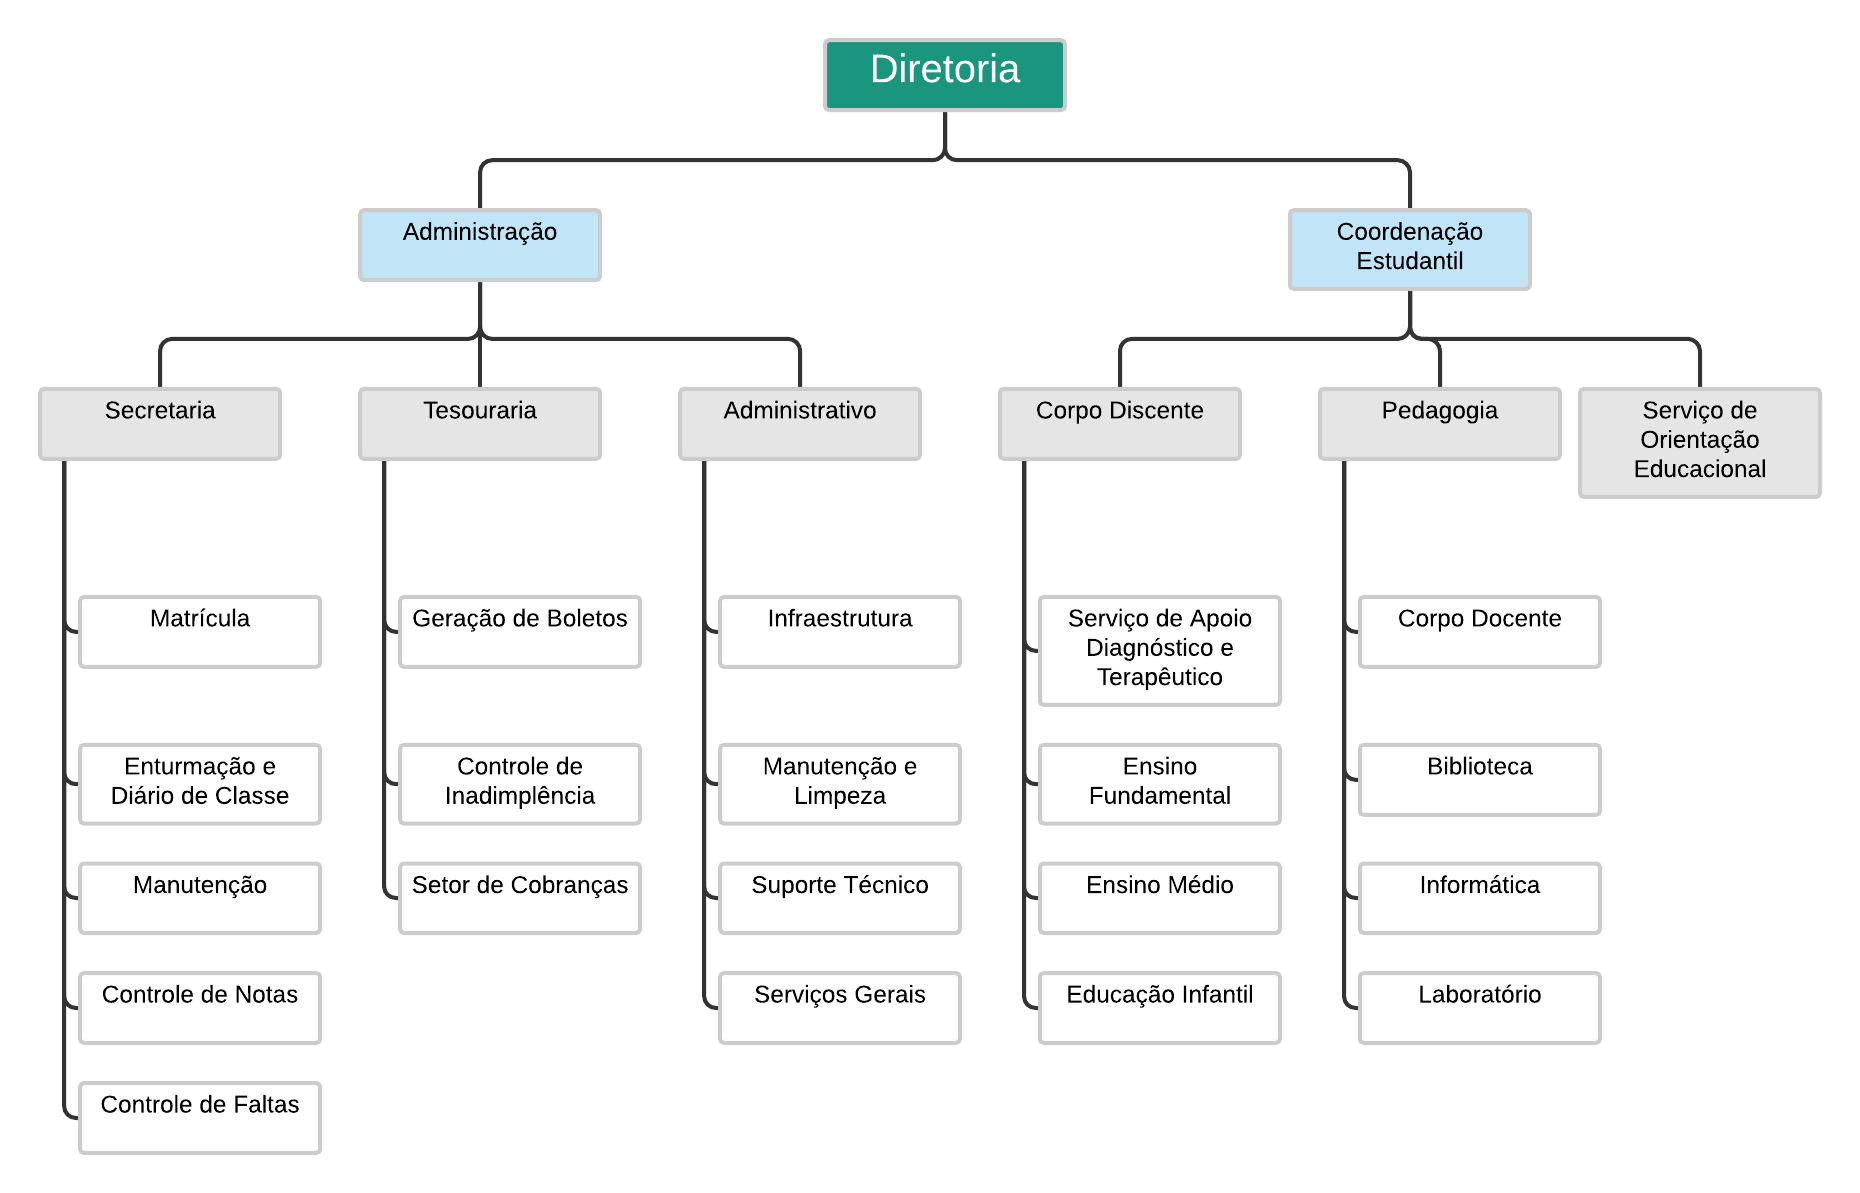 Diretoria
Administração
Coordenação
Estudantil
Secretaria
Tesouraria
Administrativo
Corpo Discente
Pedagogia
Serviço de
Orientação
Educacional
Matrícula
Geração de Boletos
Infraestrutura
Serviço de Apoio
Diagnóstico e
Terapêutico
Corpo Docente
Enturmação e
Diário de Classe
Controle de
Inadimplência
Manutenção e
Limpeza
Ensino
Fundamental
Biblioteca
Manutenção
Setor de Cobranças
Suporte Técnico
Ensino Médio
Informática
Controle de Notas
Serviços Gerais
Educação Infantil
Laboratório
Controle de Faltas